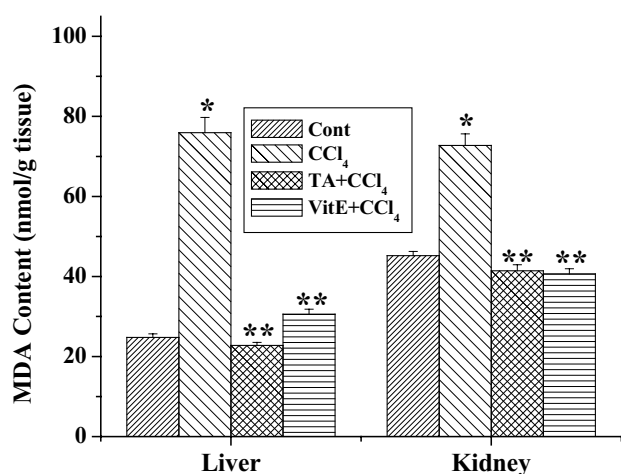 MDA Content (nmol/g tissue)
100
80
60
40
20
0
*
**
**
*
**
**
Cont
CCl₄
TA+CCl₄
VitE+CCl₄
Liver
Kidney